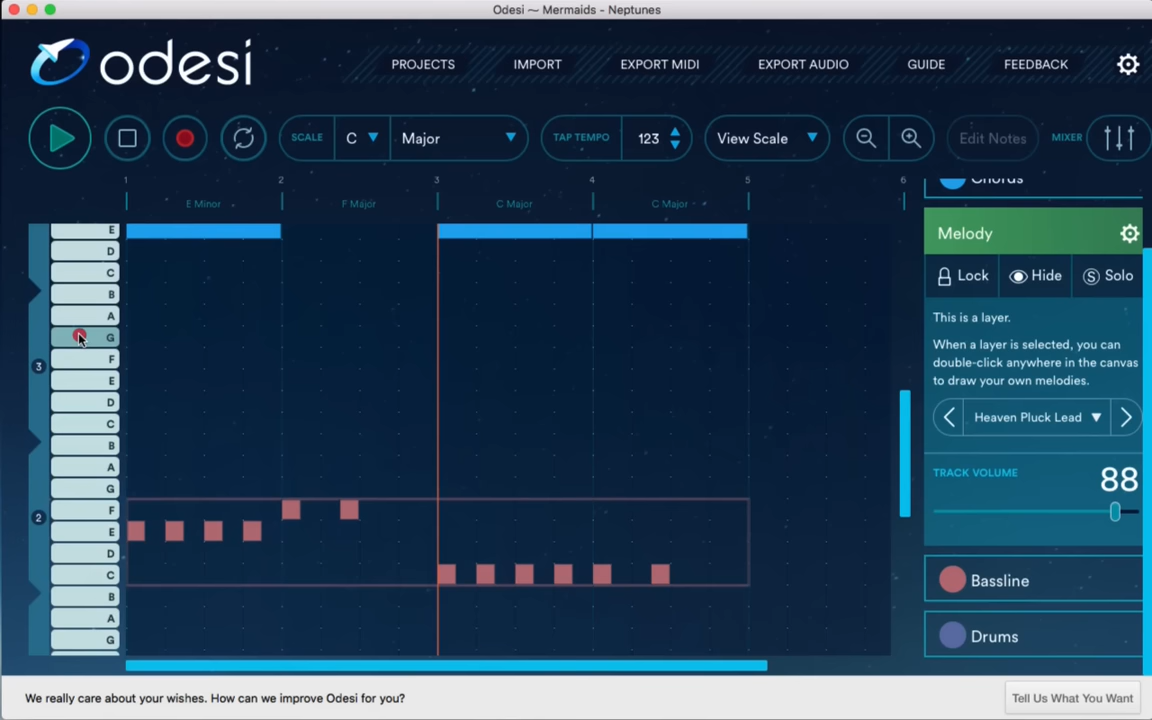 Odesi ~ Mermaids - Neptunes
odesi
PROJECTS
IMPORT
EXPORT MIDI
EXPORT AUDIO
GUIDE
FEEDBACK
SCALE
C
Major
TAP TEMPO
123
View Scale
Edit Notes
MIXER
1
2
3
4
5
6
E Minor
F Major
C Major
C Major
E
D
C
B
A
G
F
E
D
C
B
A
G
F
E
D
C
B
A
G
3
2
Chords
Melody
Lock
Hide
S Solo
This is a layer.
When a layer is selected, you can
double-click anywhere in the canvas
to draw your own melodies.
Heaven Pluck Lead
TRACK VOLUME
88
Bassline
Drums
We really care about your wishes. How can we improve Odesi for you?
Tell Us What You Want